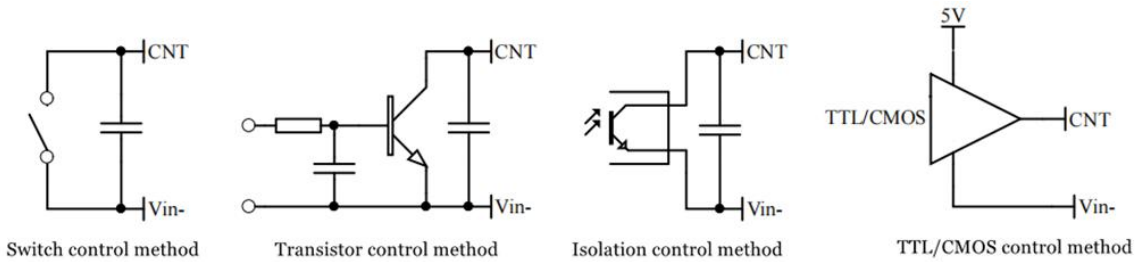 5V
CNT
CNT
CNT
TTL/CMOS
CNT
Vin-
Vin-
Vin-
Vin-
Switch control method
Transistor control method
Isolation control method
TTL/CMOS control method